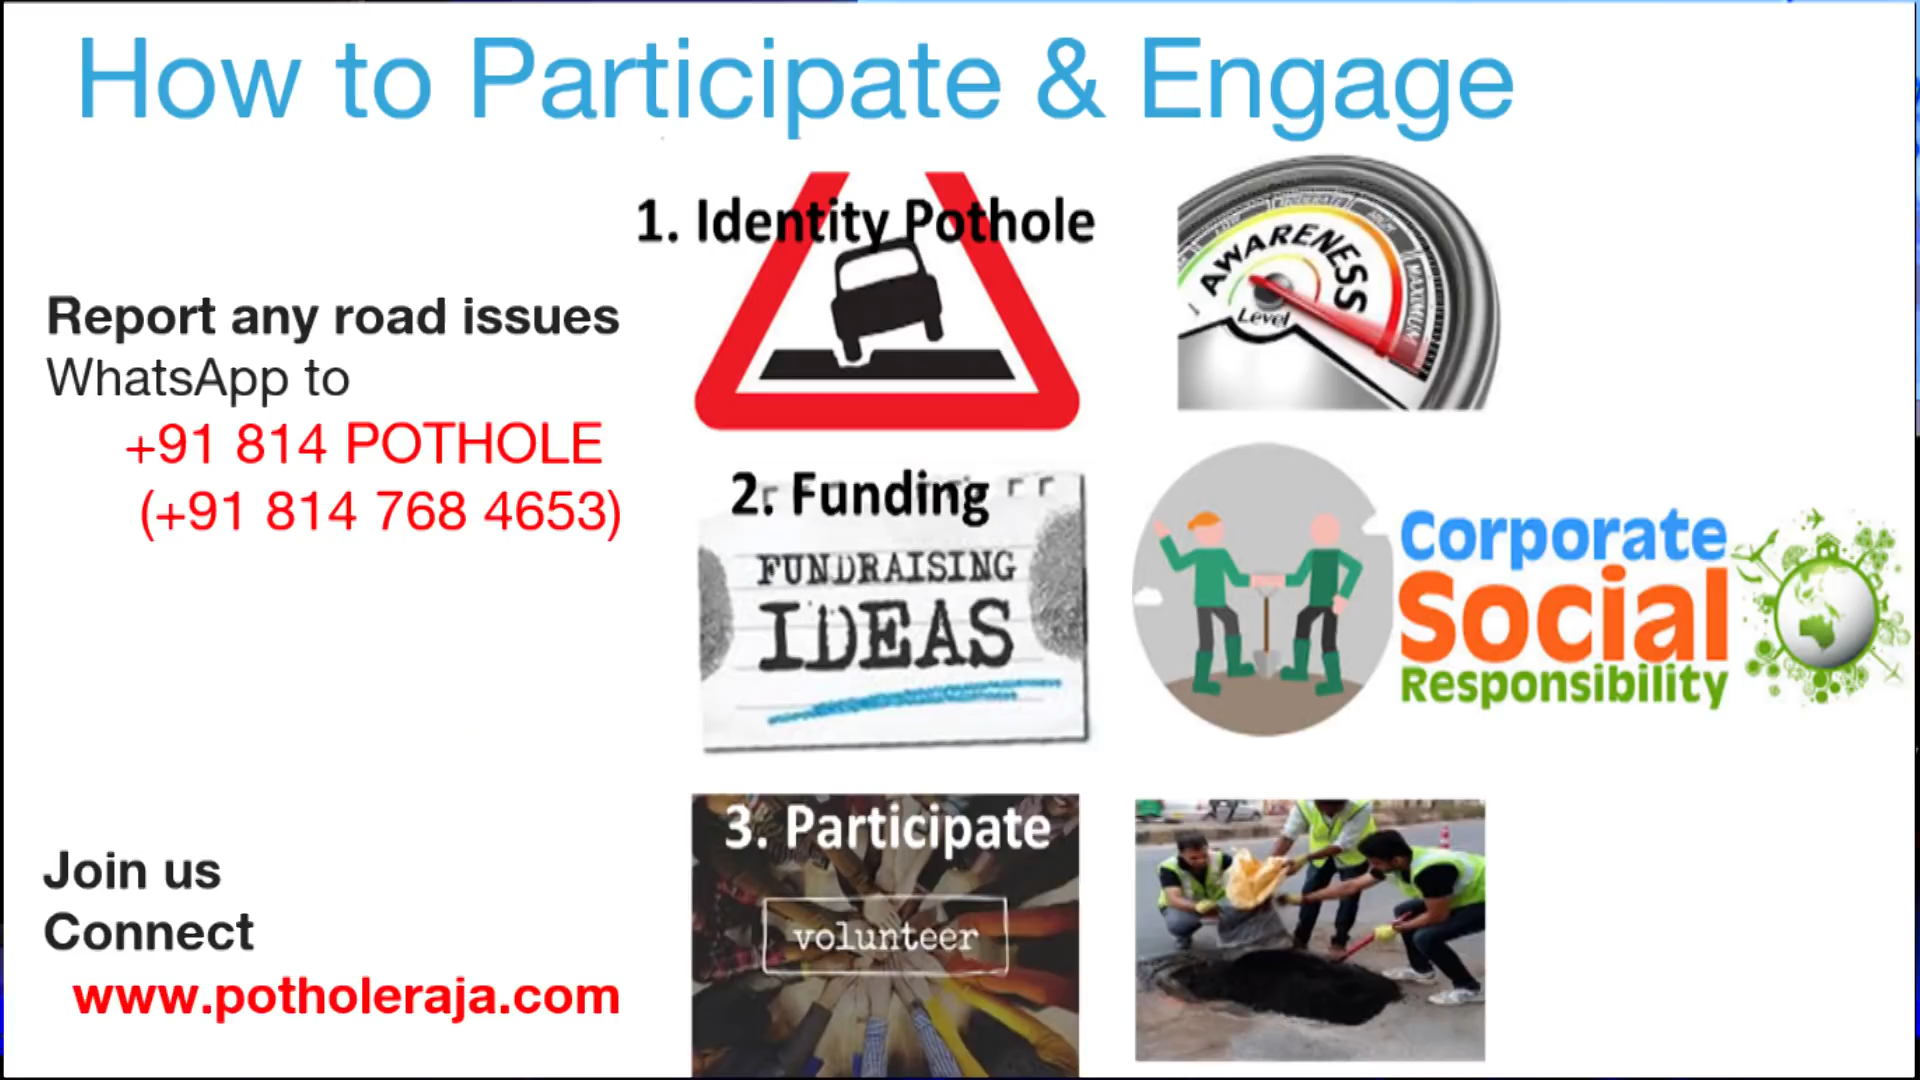 How to Participate & Engage
Report any road issues
WhatsApp to
+91 814 POTHOLE
(+91 814 768 4653)
Join us
Connect
www.potholeraja.com
1. Identity Pothole
AWARENESS
Level
MAXIMUM
2. Funding
FUNDRAISING
IDEAS
Corporate
Social
Responsibility
3. Participate
volunteer